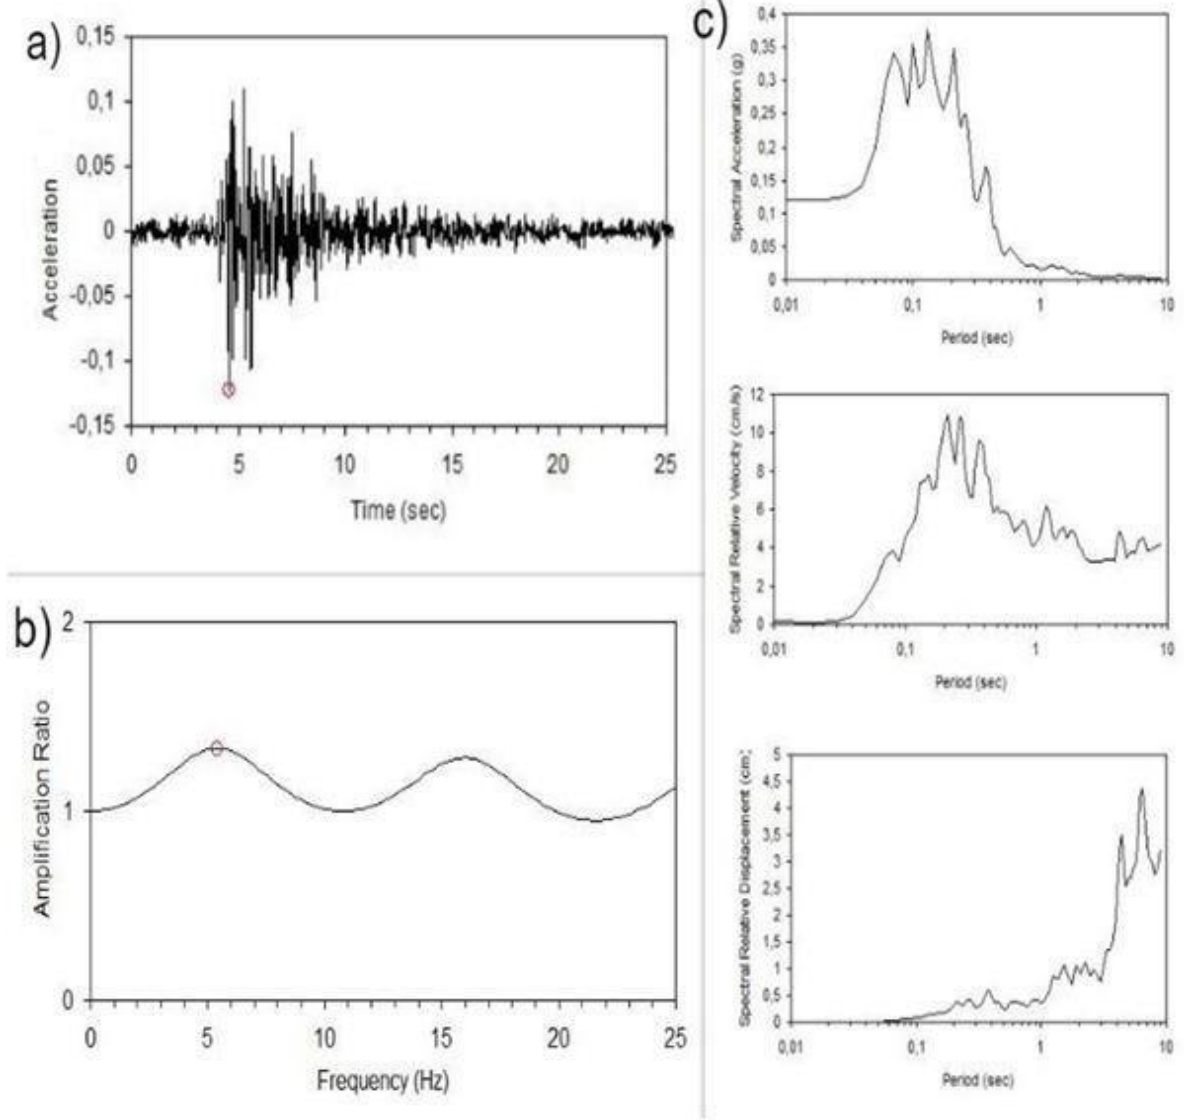 a)
0,15
0,1
0,05
0
-0,05
-0,1
-0,15
Acceleration
0 5 10 15 20 25
Time (sec)
b)
2
1
0
Amplification Ratio
0 5 10 15 20 25
Frequency (Hz)
c)
0,4
0,35
0,3
0,25
0,2
0,15
0,1
0,05
0
Spectral Acceleration (g)
0,01 0,1 1 10
Period (sec)
12
10
8
6
4
2
0
Spectral Relative Velocity (cm/s)
0,01 0,1 1 10
Period (sec)
5
4,5
4
3,5
3
2,5
2
1,5
1
0,5
0
Spectral Relative Displacement (cm;
0,01 0,1 1 10
Period (sec)